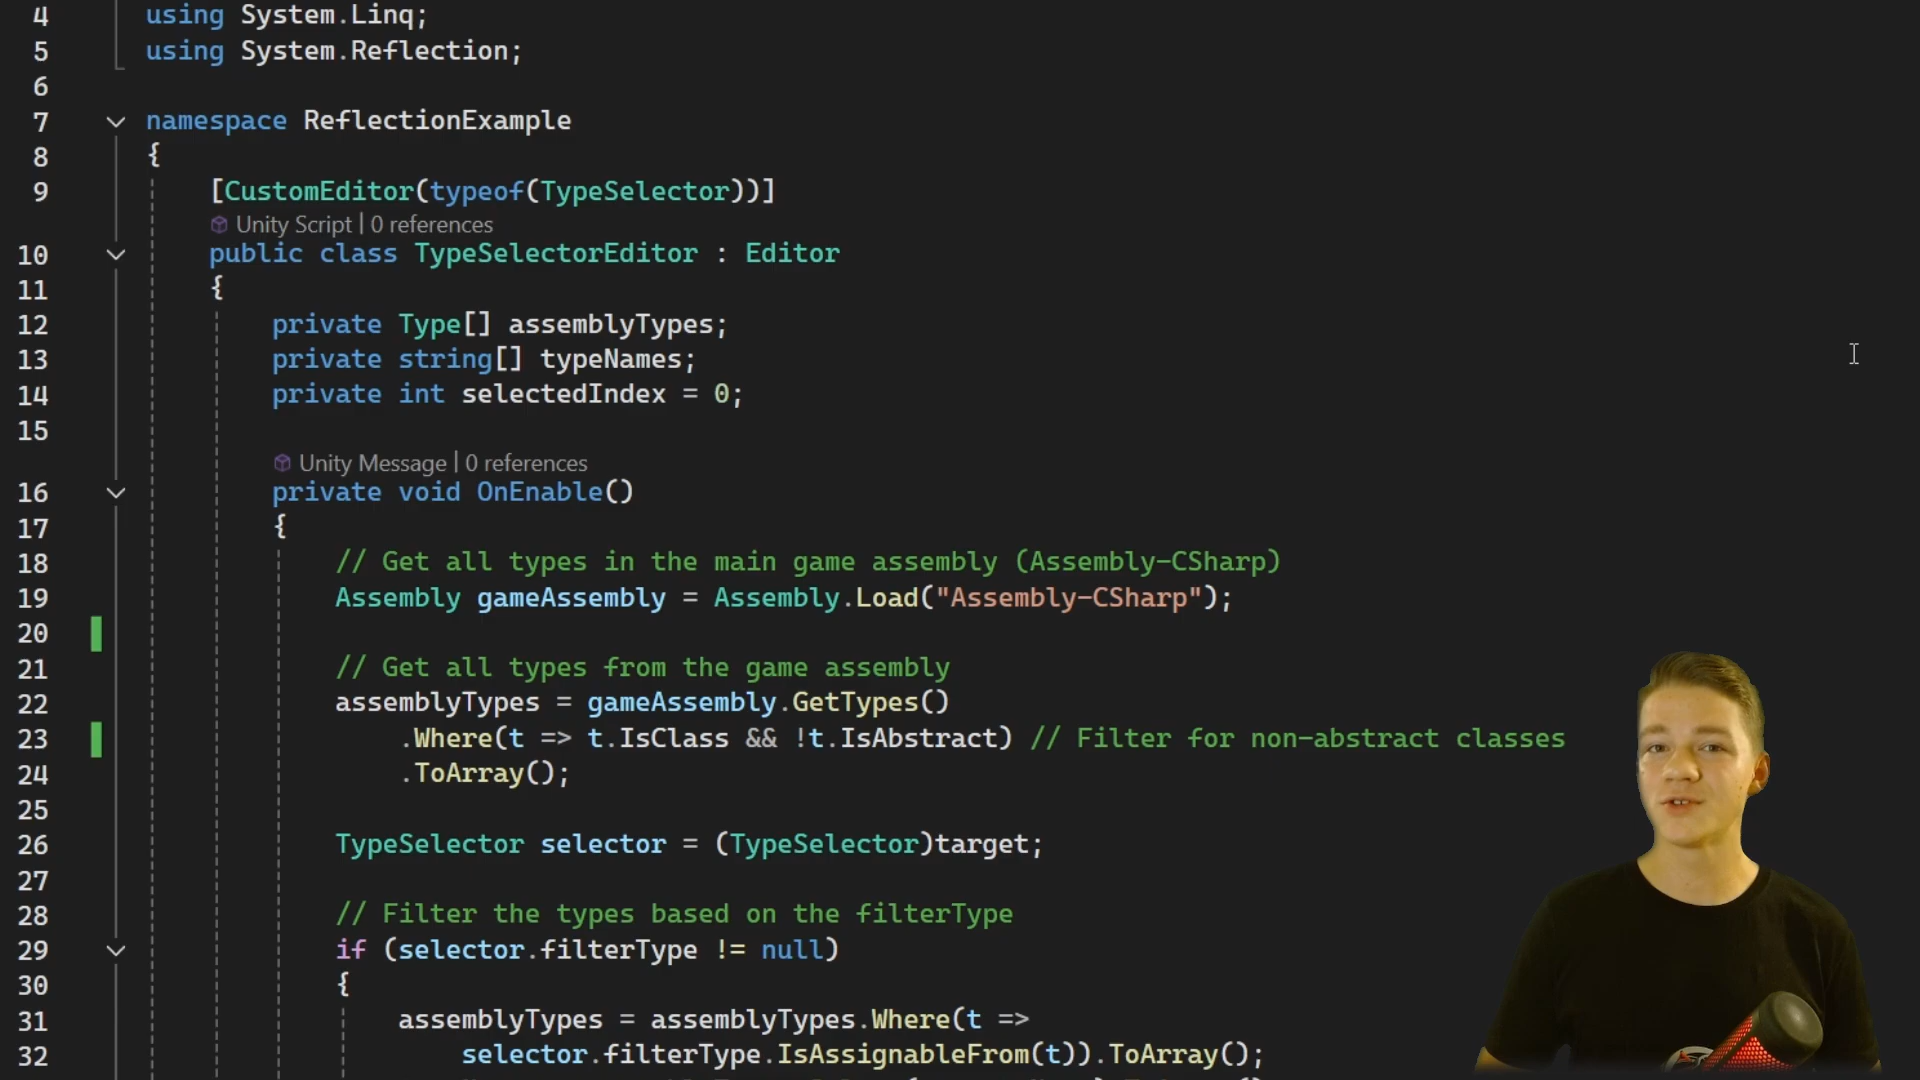 4 using System.Linq;
5 using System.Reflection;
6
7 namespace ReflectionExample
8 {
9 [CustomEditor(typeof(TypeSelector))]
Unity Script | 0 references
10 public class TypeSelectorEditor : Editor
11 {
12 private Type[] assemblyTypes;
13 private string[] typeNames;
14 private int selectedIndex = 0;
15
Unity Message | 0 references
16 private void OnEnable()
17 {
18 // Get all types in the main game assembly (Assembly-CSharp)
19 Assembly gameAssembly = Assembly.Load("Assembly-CSharp");
20
21 // Get all types from the game assembly
22 assemblyTypes = gameAssembly.GetTypes()
23 .Where(t => t.IsClass && !t.IsAbstract) // Filter for non-abstract classes
24 .ToArray();
25
26 TypeSelector selector = (TypeSelector)target;
27
28 // Filter the types based on the filterType
29 if (selector.filterType != null)
30 {
31 assemblyTypes = assemblyTypes.Where(t =>
32 selector.filterType.IsAssignableFrom(t)).ToArray();